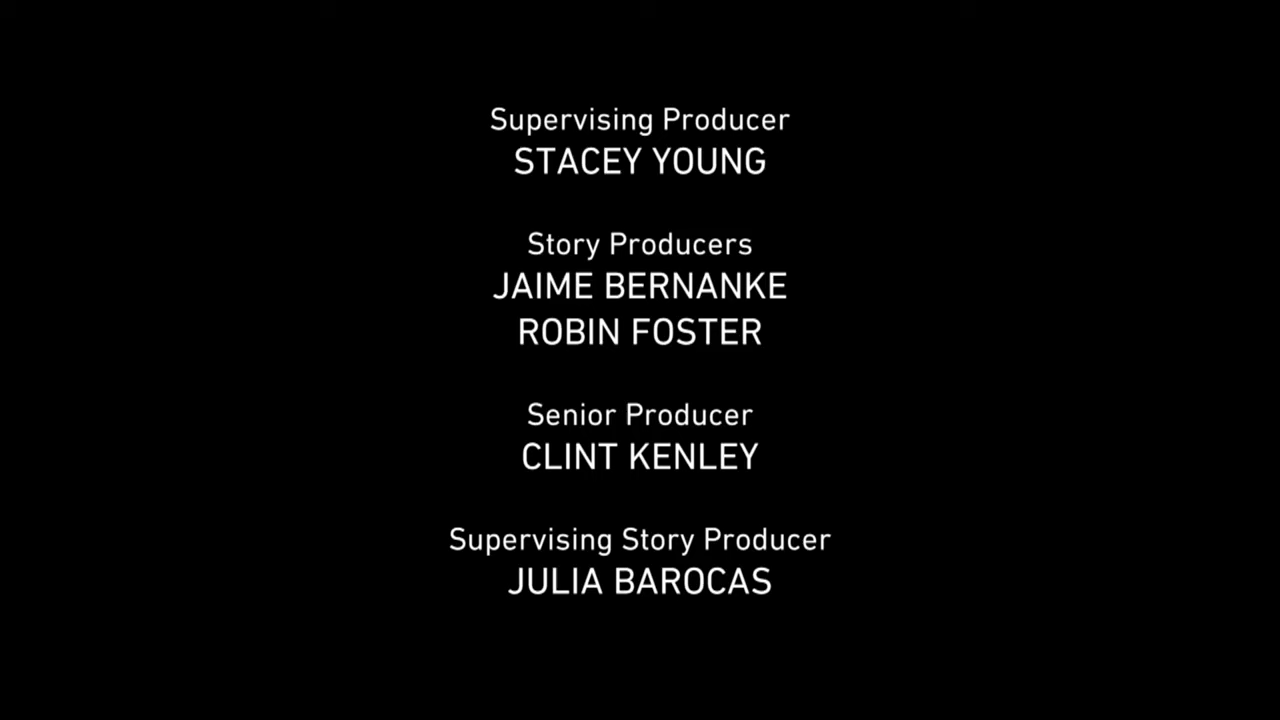 Supervising Producer
STACEY YOUNG
Story Producers
JAIME BERNANKE
ROBIN FOSTER
Senior Producer
CLINT KENLEY
Supervising Story Producer
JULIA BAROCAS